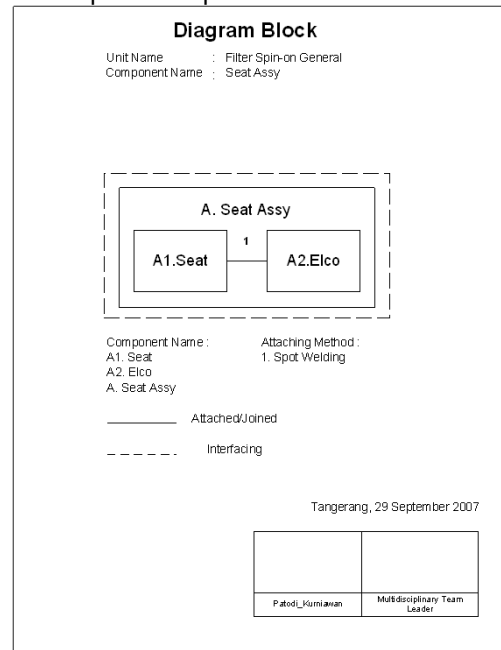 Diagram Block
Unit Name : Filter Spin-on General
Component Name : Seat Assy
A. Seat Assy
A1.Seat
1
A2.Elco
Component Name :
Attaching Method :
A1. Seat
1. Spot Welding
A2. Elco
A. Seat Assy
Attached/Joined
Interfacing
Tangerang, 29 September 2007
Patodi_Kurniawan
Multidisciplinary Team
Leader